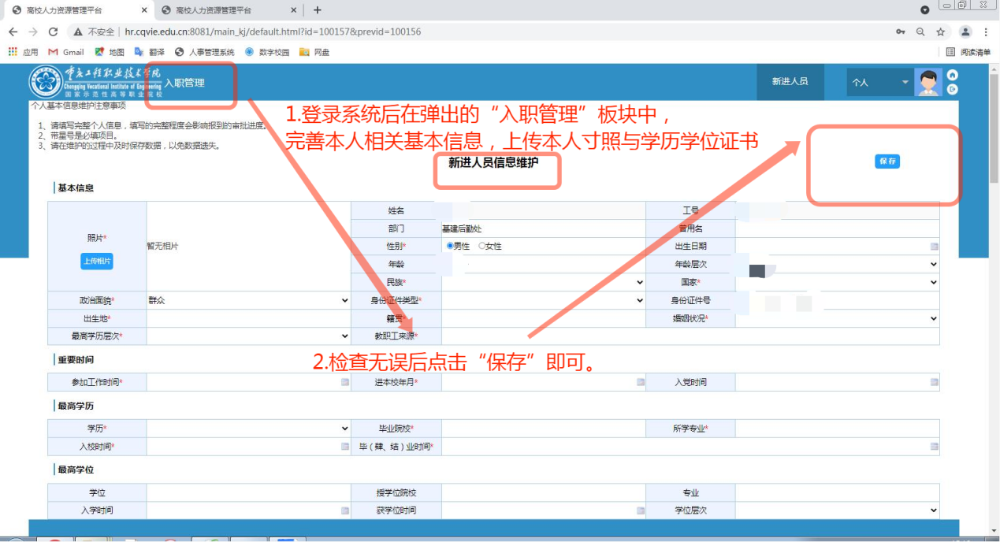 高校人力资源管理平台 × 高校人力资源管理平台 × +
不安全 | hr.cqvie.edu.cn:8081/main_kj/default.html?id=100157&previd=100156
应用 Gmail 地图 翻译 人事管理系统 数字校园 网盘 阅读清单
重庆工程职业技术学院
Chongqing Vocational Institute of Engineering
国家示范性高等职业院校
入职管理 新进人员 个人
个人基本信息维护注意事项
1、请填写完整个人信息，填写的完整程度会影响报到的审批进度。
2、带星号是必填项目。
3、请在维护的过程中及时保存数据，以免数据遗失。
1.登录系统后在弹出的“入职管理”板块中，
完善本人相关基本信息，上传本人寸照与学历学位证书
新进人员信息维护 保存
基本信息
照片* 上传相片 暂无相片
姓名 工号
部门 基建后勤处 曾用名
性别* 男性 女性 出生日期
年龄 年龄层次
民族* 国家*
政治面貌* 群众 身份证件类型* 身份证件号
出生地* 籍贯* 婚姻状况*
最高学历层次* 教职工来源*
2.检查无误后点击“保存”即可。
重要时间
参加工作时间* 进本校年月* 入党时间
最高学历
学历* 毕业院校* 所学专业*
入校时间* 毕（肄、结）业时间*
最高学位
学位 授学位院校 专业
入学时间 获学位时间 学位层次